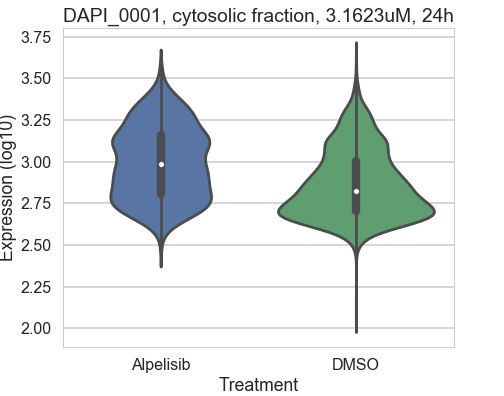 DAPI_0001, cytosolic fraction, 3.1623uM, 24h
Expression (log10)
3.75
3.50
3.25
3.00
2.75
2.50
2.25
2.00
Alpelisib DMSO
Treatment